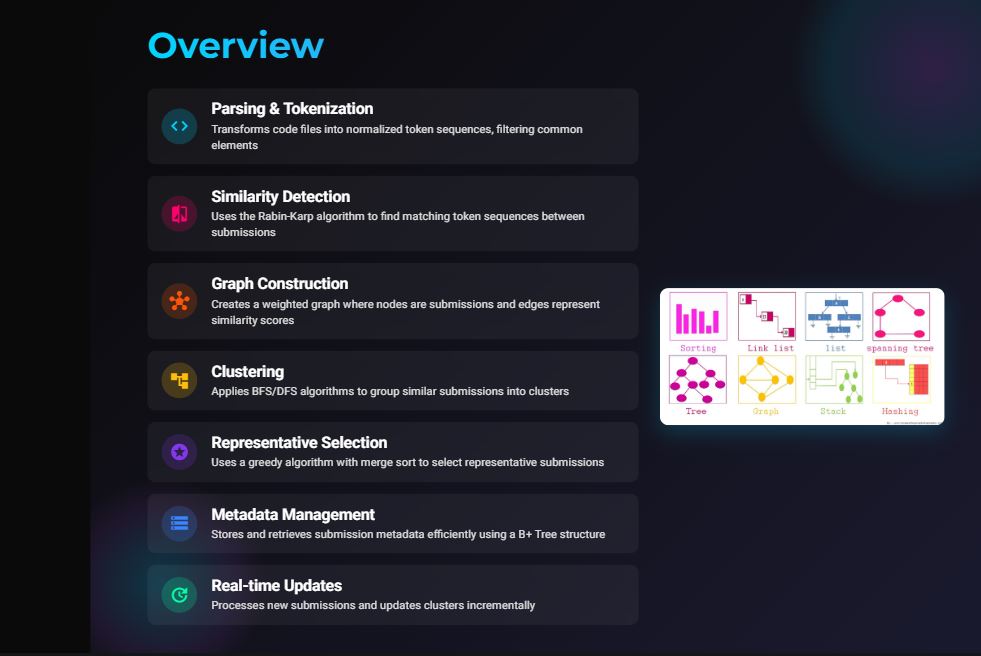 Overview
Parsing & Tokenization
Transforms code files into normalized token sequences, filtering common
elements
Similarity Detection
Uses the Rabin-Karp algorithm to find matching token sequences between
submissions
Graph Construction
Creates a weighted graph where nodes are submissions and edges represent
similarity scores
Clustering
Applies BFS/DFS algorithms to group similar submissions into clusters
Representative Selection
Uses a greedy algorithm with merge sort to select representative submissions
Metadata Management
Stores and retrieves submission metadata efficiently using a B+ Tree structure
Real-time Updates
Processes new submissions and updates clusters incrementally
Sorting
Link list
list
spanning tree
Tree
Graph
Stack
Hashing